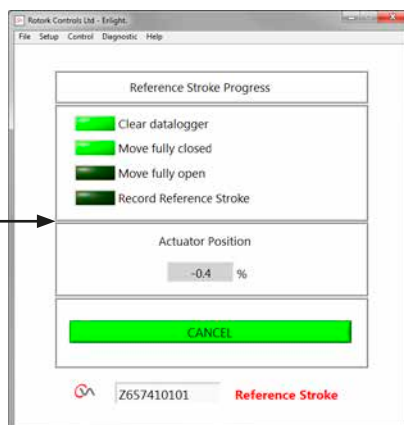 Rotork Controls Ltd - Enlight.
File Setup Control Diagnostic Help
Reference Stroke Progress
Clear datalogger
Move fully closed
Move fully open
Record Reference Stroke
Actuator Position
-0.4 %
CANCEL
Z657410101 Reference Stroke